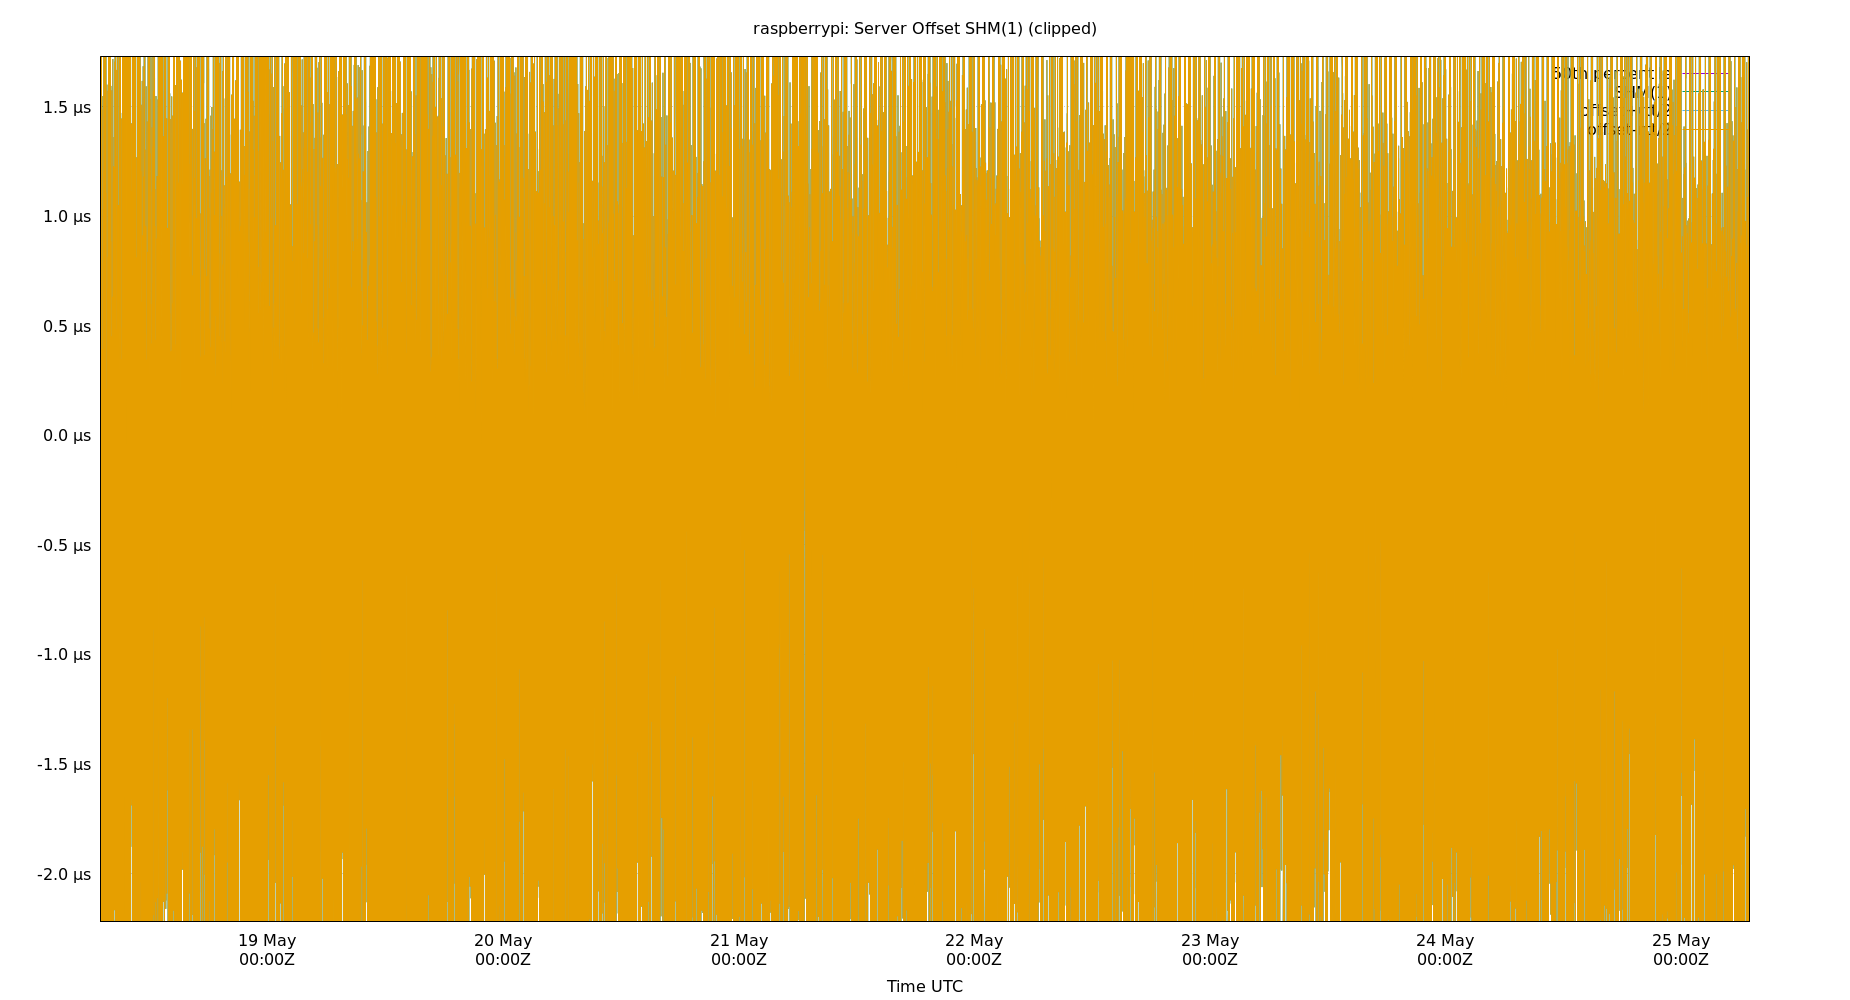 raspberrypi: Server Offset SHM(1) (clipped)
1.5 µs
1.0 µs
0.5 µs
0.0 µs
-0.5 µs
-1.0 µs
-1.5 µs
-2.0 µs
19 May
00:00Z
20 May
00:00Z
21 May
00:00Z
22 May
00:00Z
23 May
00:00Z
24 May
00:00Z
25 May
00:00Z
Time UTC